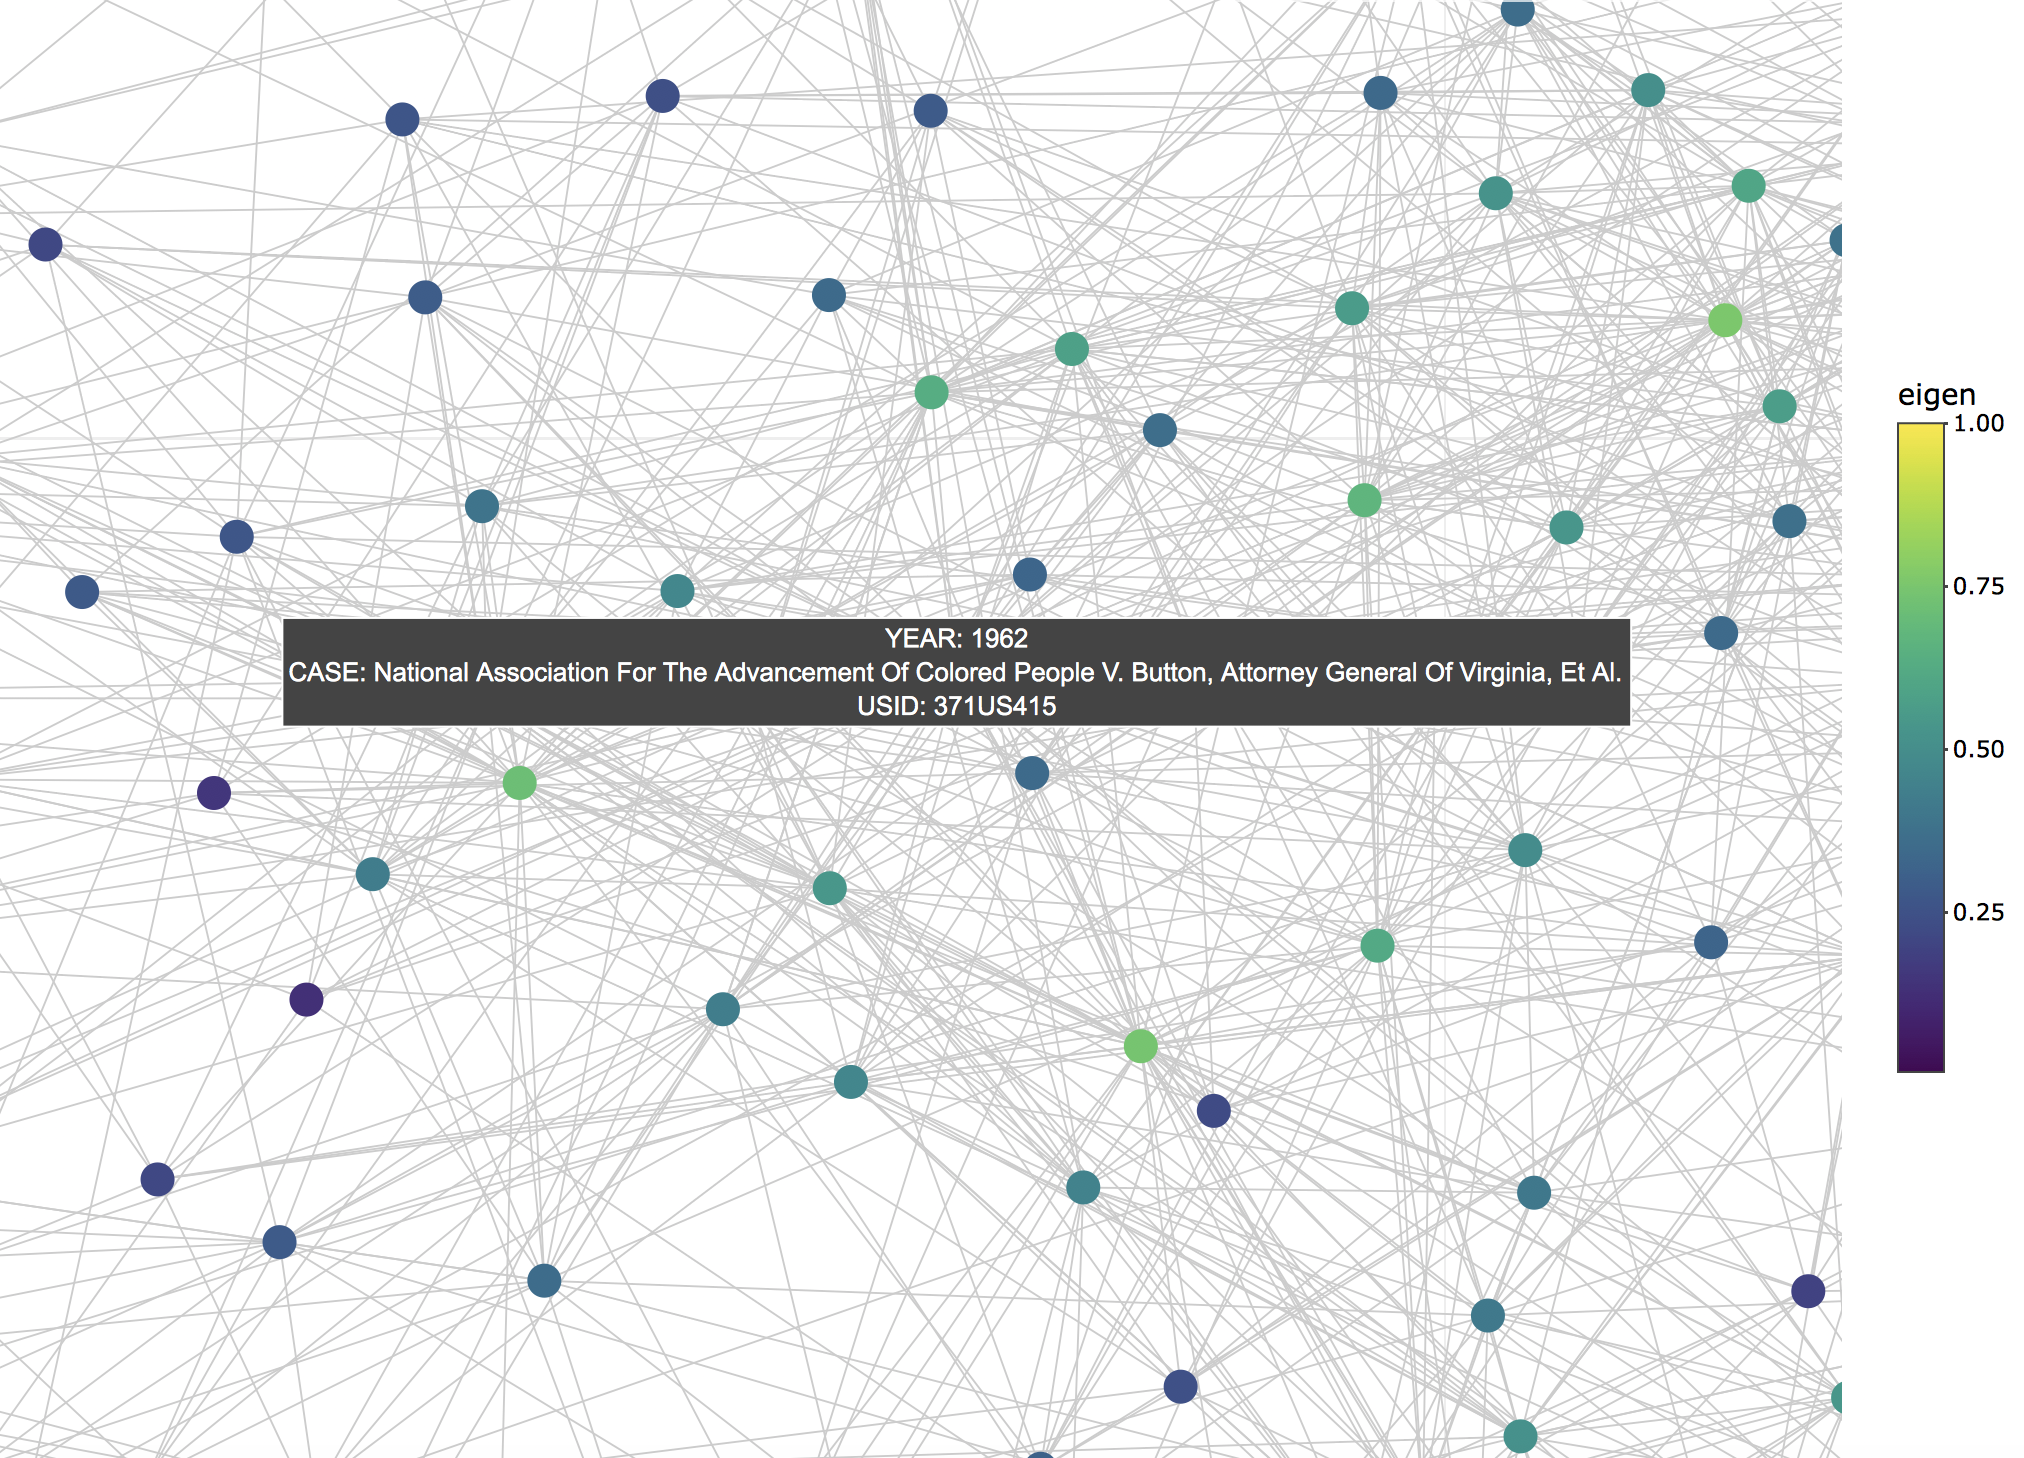 eigen
1.00
0.75
YEAR: 1962
CASE: National Association For The Advancement Of Colored People V. Button, Attorney General Of Virginia, Et Al.
USID: 371US415
0.50
0.25